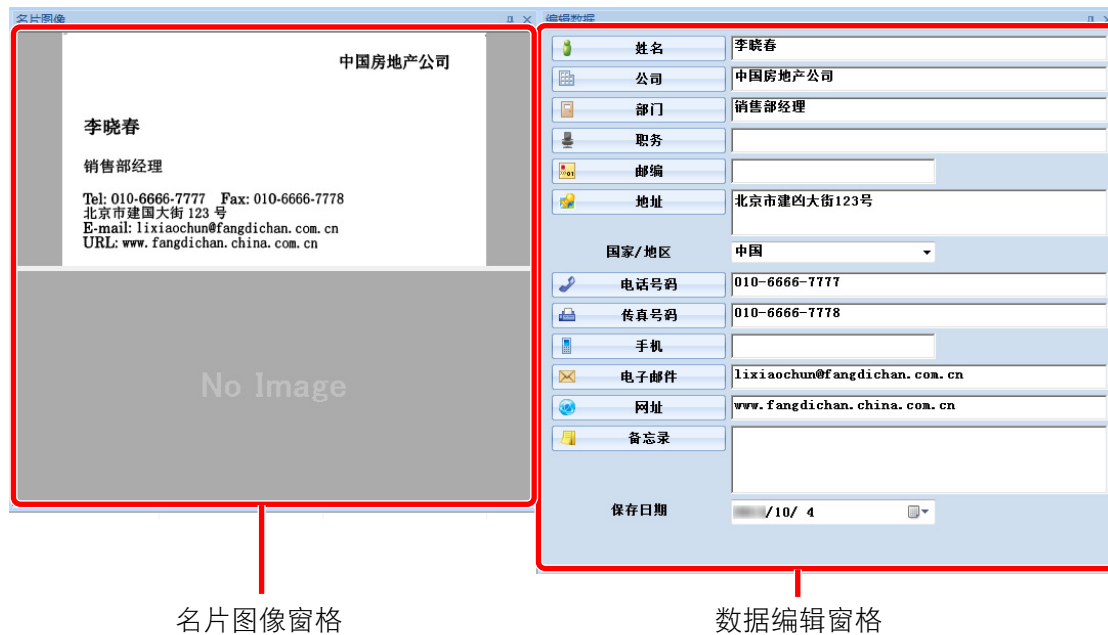 名片图像
中国房地产公司
李晓春
销售部经理
Tel: 010-6666-7777 Fax: 010-6666-7778
北京市建国大街 123 号
E-mail: lixiaochun@fangdichan. com. cn
URL: www. fangdichan. china. com. cn
No Image
编辑数据
姓名 李晓春
公司 中国房地产公司
部门 销售部经理
职务
邮编
地址 北京市建凶大街123号
国家/地区 中国
电话号码 010-6666-7777
传真号码 010-6666-7778
手机
电子邮件 lixiaochun@fangdichan. com. cn
网址 www. fangdichan. china. com. cn
备忘录
保存日期 /10/ 4
名片图像窗格
数据编辑窗格